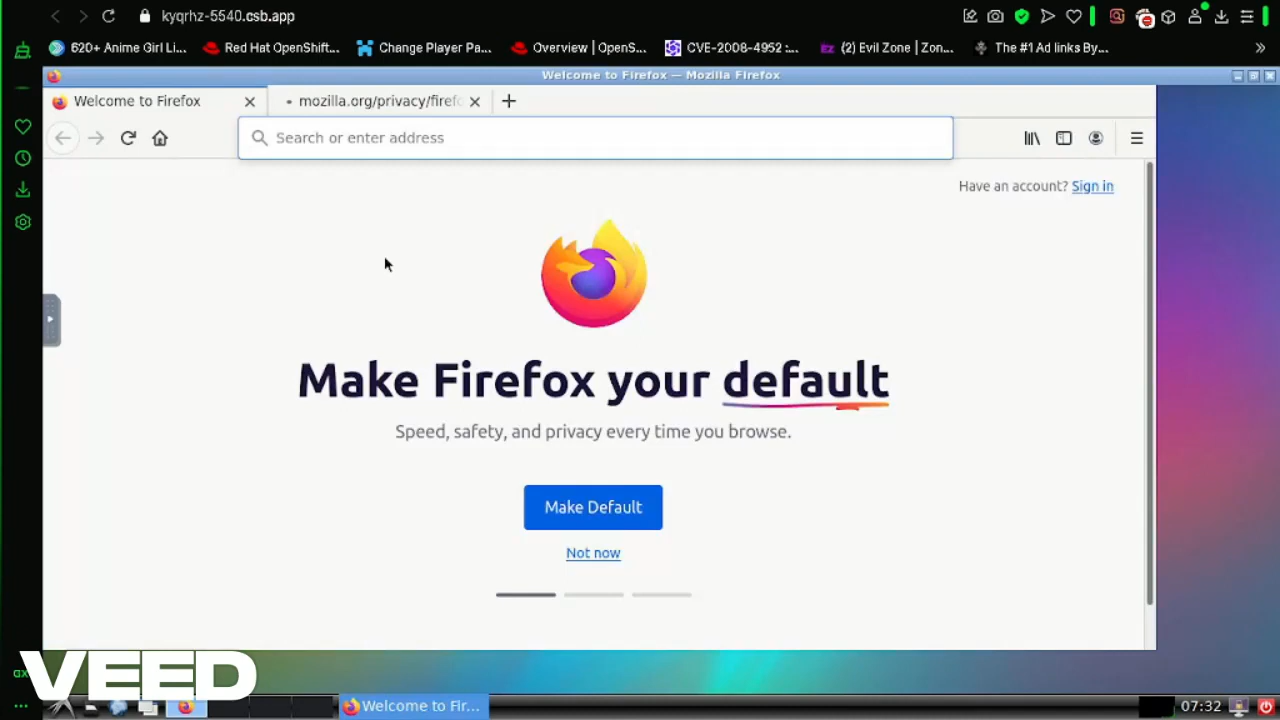 kyqrhz-5540.csb.app
620+ Anime Girl Li... Red Hat OpenShift... Change Player Pa... Overview | OpenS... CVE-2008-4952 :... (2) Evil Zone | Zon... The #1 Ad links By...
Welcome to Firefox — Mozilla Firefox
Welcome to Firefox mozilla.org/privacy/firefo
Search or enter address
Have an account? Sign in
Make Firefox your default
Speed, safety, and privacy every time you browse.
Make Default
Not now
VEED
Welcome to Fir... 07:32